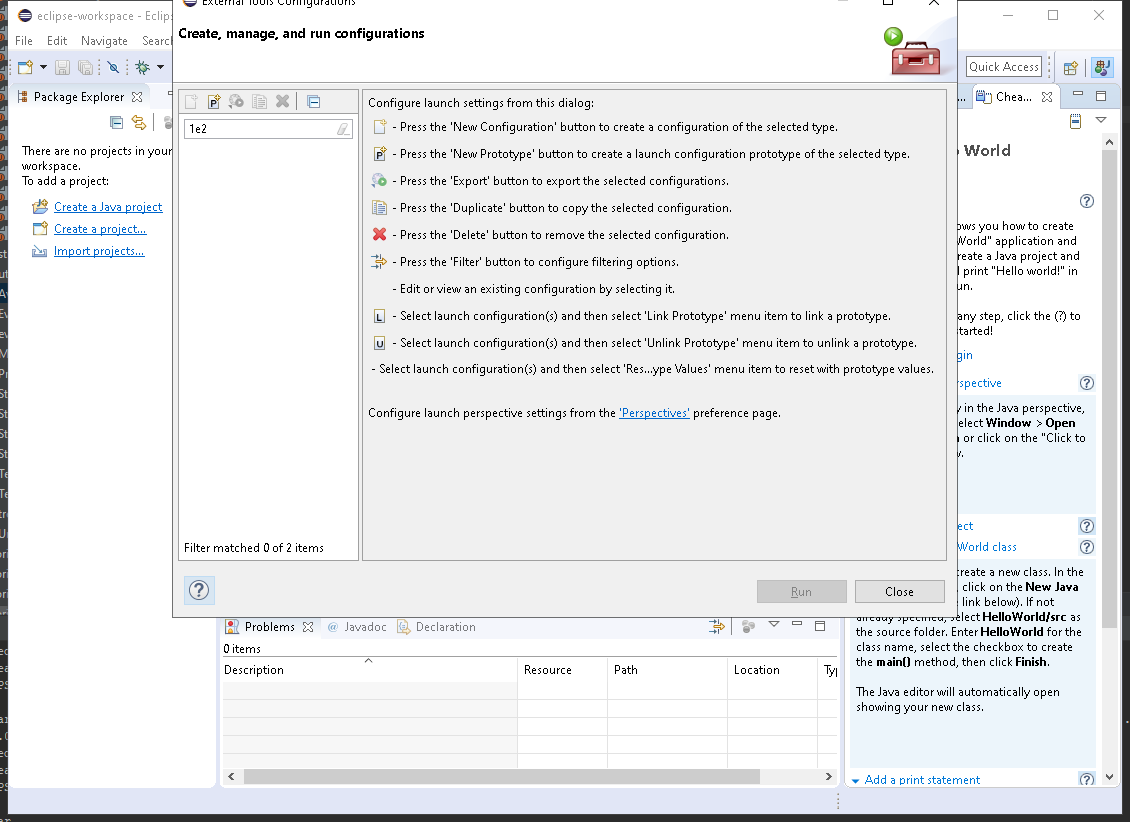 eclipse-workspace - Eclips
External Tools Configurations
File Edit Navigate Search
Create, manage, and run configurations
Quick Access
Package Explorer
Chea...
There are no projects in your
workspace.
To add a project:
Create a Java project
Create a project...
Import projects...
1e2
Filter matched 0 of 2 items
Configure launch settings from this dialog:
- Press the 'New Configuration' button to create a configuration of the selected type.
- Press the 'New Prototype' button to create a launch configuration prototype of the selected type.
- Press the 'Export' button to export the selected configurations.
- Press the 'Duplicate' button to copy the selected configuration.
- Press the 'Delete' button to remove the selected configuration.
- Press the 'Filter' button to configure filtering options.
- Edit or view an existing configuration by selecting it.
L - Select launch configuration(s) and then select 'Link Prototype' menu item to link a prototype.
U - Select launch configuration(s) and then select 'Unlink Prototype' menu item to unlink a prototype.
- Select launch configuration(s) and then select 'Res...ype Values' menu item to reset with prototype values.
Configure launch perspective settings from the 'Perspectives' preference page.
Run
Close
World
ows you how to create
World" application and
reate a Java project and
print "Hello world!" in
un.
any step, click the (?) to
started!
gin
rspective
y in the Java perspective,
elect Window > Open
or click on the "Click to
w.
ect
World class
create a new class. In the
click on the New Java
link below). If not
already specified, select HelloWorld/src as
the source folder. Enter HelloWorld for the
class name, select the checkbox to create
the main() method, then click Finish.
The Java editor will automatically open
showing your new class.
Add a print statement
Problems
@ Javadoc
Declaration
0 items
Description Resource Path Location Typ